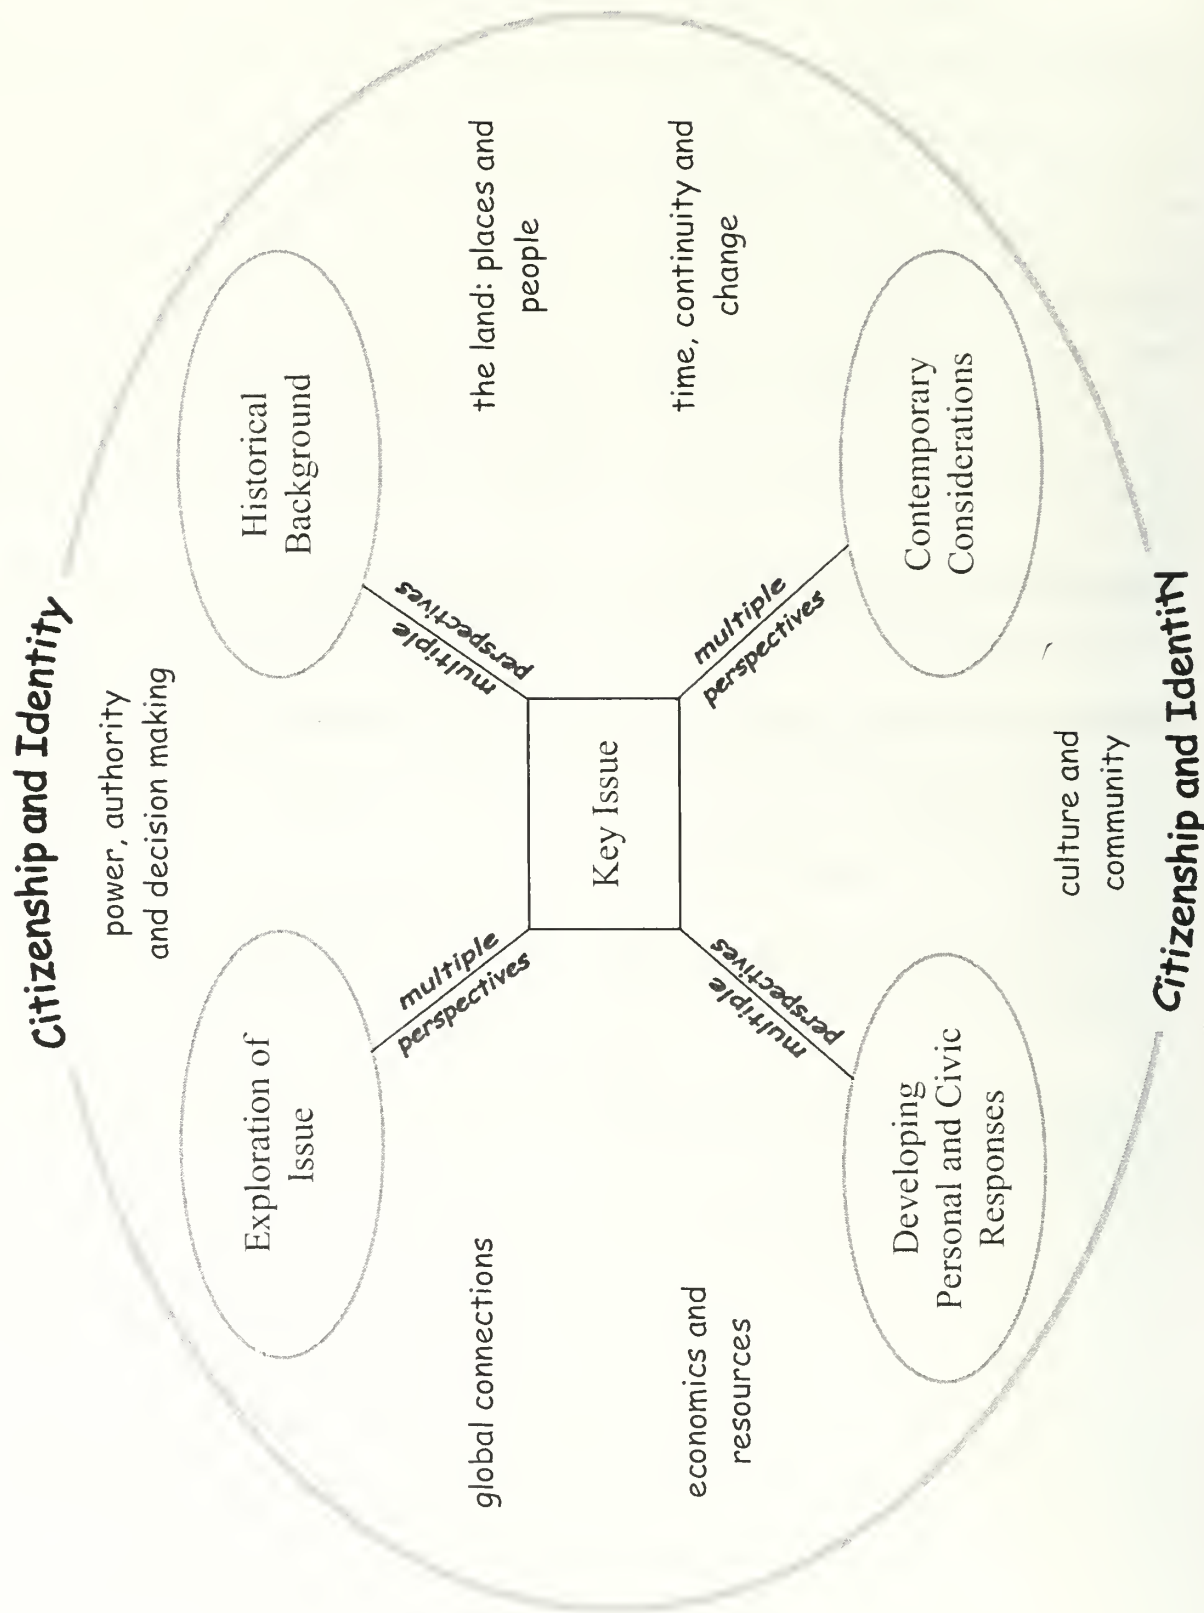 Citizenship and Identity
power, authority
and decision making
Exploration of
Issue
Historical
Background
multiple
perspectives
multiple
perspectives
global connections
the land: places and
people
Key Issue
economics and
resources
time, continuity and
change
multiple
perspectives
multiple
perspectives
Developing
Personal and Civic
Responses
Contemporary
Considerations
culture and
community
Citizenship and Identity